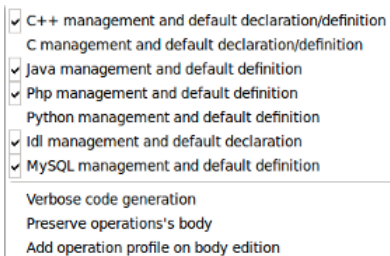 C++ management and default declaration/definition
C management and default declaration/definition
Java management and default definition
Php management and default definition
Python management and default definition
Idl management and default declaration
MySQL management and default definition
Verbose code generation
Preserve operations's body
Add operation profile on body edition